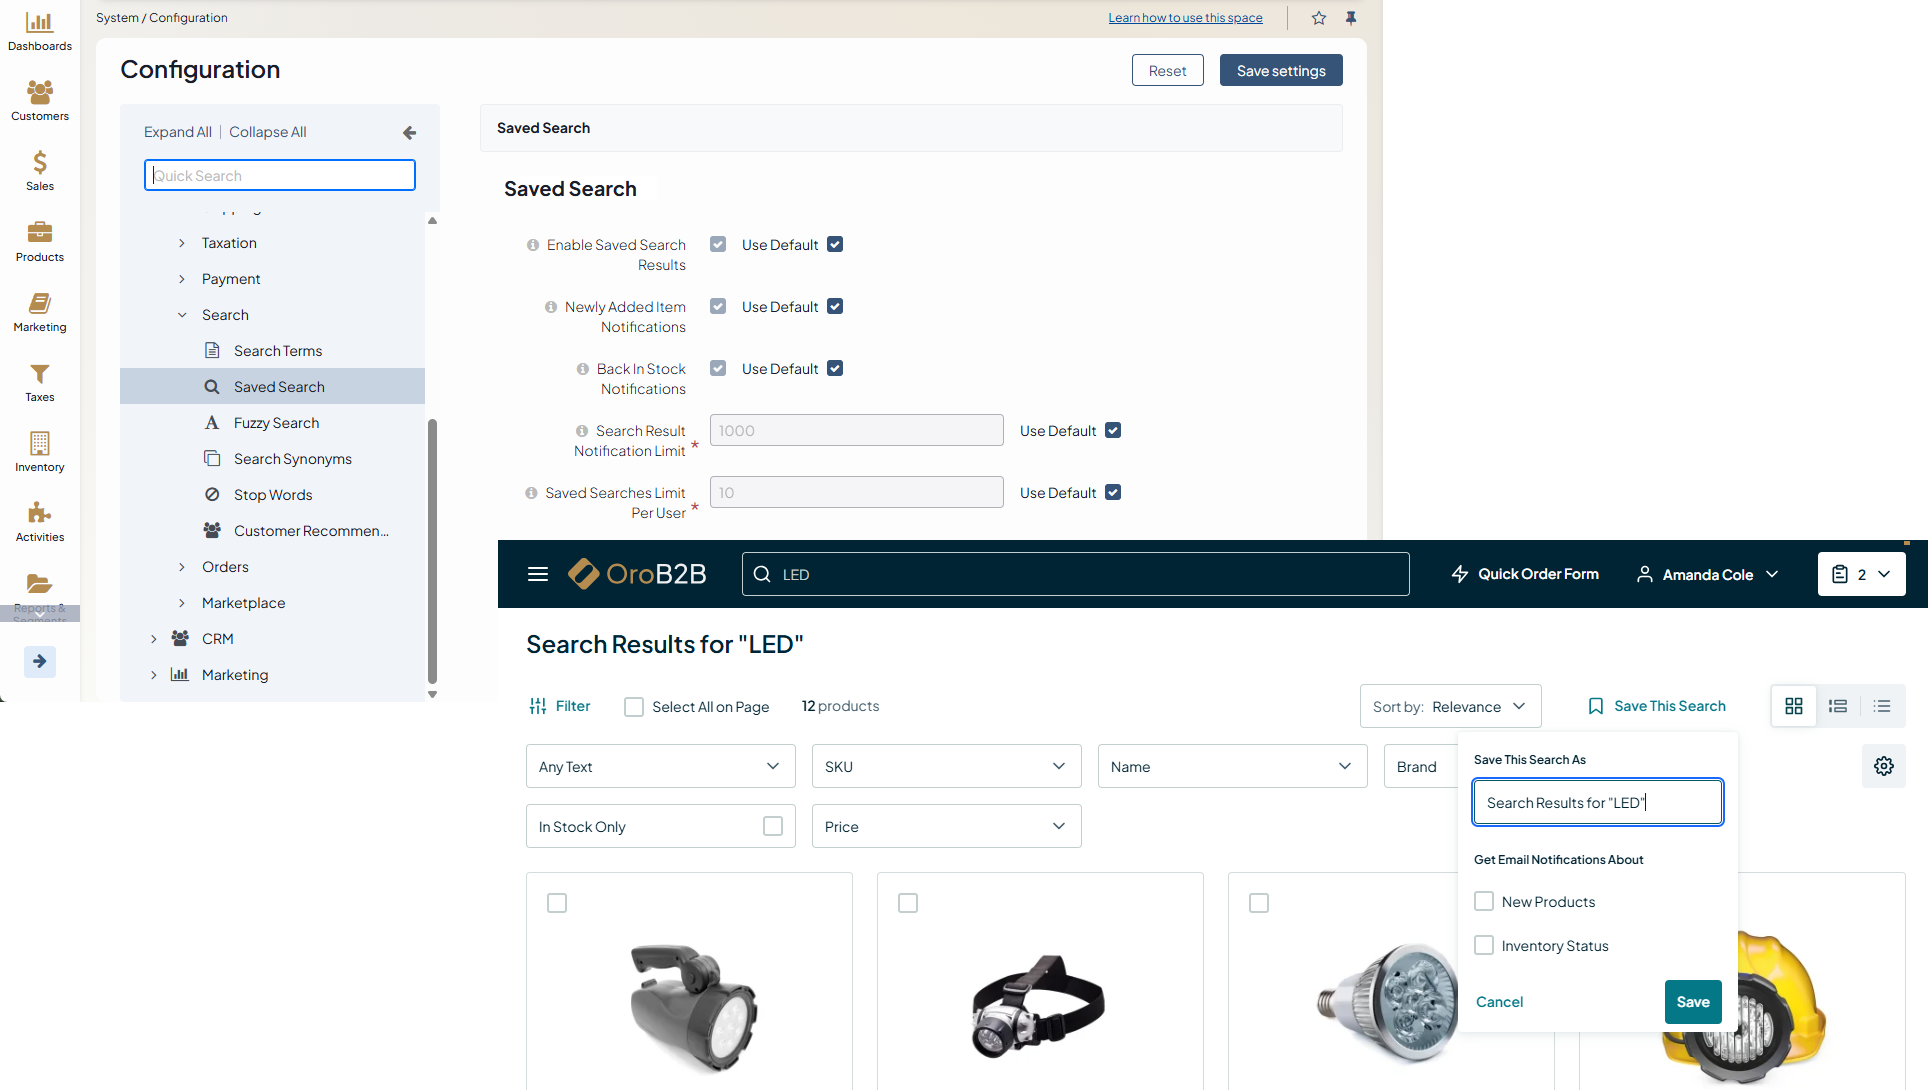 System / Configuration
Learn how to use this space
Dashboards
Customers
Sales
Products
Marketing
Taxes
Inventory
Activities
Reports &
Segments
Configuration
Reset
Save settings
Expand All | Collapse All
Quick Search
Taxation
Payment
Search
Search Terms
Saved Search
Fuzzy Search
Search Synonyms
Stop Words
Customer Recommen...
Orders
Marketplace
CRM
Marketing
Saved Search
Saved Search
Enable Saved Search
Results
Use Default
Newly Added Item
Notifications
Use Default
Back In Stock
Notifications
Use Default
Search Result
Notification Limit *
1000
Use Default
Saved Searches Limit
Per User *
10
Use Default
OroB2B
LED
Quick Order Form
Amanda Cole
2
Search Results for "LED"
Filter
Select All on Page
12 products
Sort by: Relevance
Save This Search
Any Text
SKU
Name
Brand
In Stock Only
Price
Save This Search As
Search Results for "LED"
Get Email Notifications About
New Products
Inventory Status
Cancel
Save